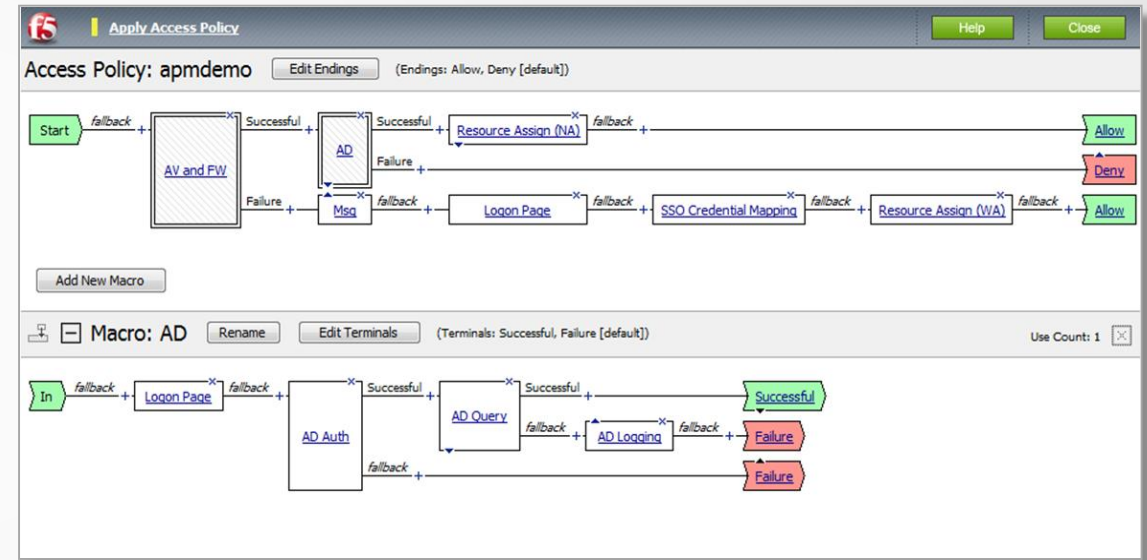 f5 Apply Access Policy Help Close
Access Policy: apmdemo Edit Endings (Endings: Allow, Deny [default])
Start fallback + AV and FW Successful + AD Successful + Resource Assign (NA) fallback + Allow
Failure + Deny
Failure + Msg fallback + Logon Page fallback + SSO Credential Mapping fallback + Resource Assign (WA) fallback + Allow
Add New Macro
Macro: AD Rename Edit Terminals (Terminals: Successful, Failure [default]) Use Count: 1
In fallback + Logon Page fallback + AD Auth Successful + AD Query Successful + Successful
fallback + AD Logging fallback + Failure
fallback + Failure